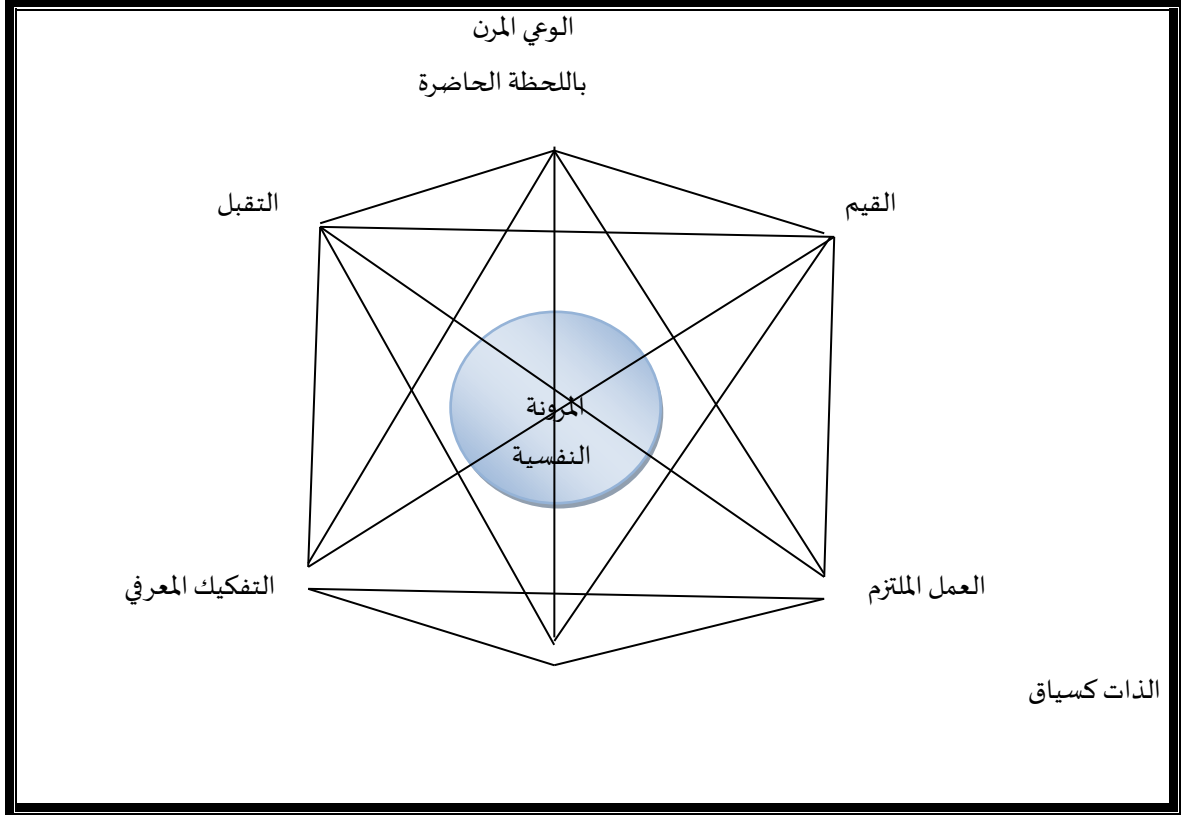 الوعي المرن
باللحظة الحاضرة
القيم
التقبل
المرونة
النفسية
العمل الملتزم
التفكيك المعرفي
الذات كسياق